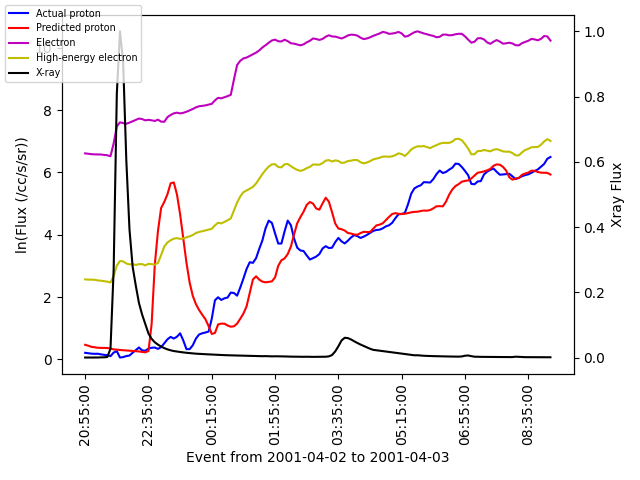 Actual proton
Predicted proton
Electron
High-energy electron
X-ray
ln(Flux (/cc/s/sr))
10
8
6
4
2
0
1.0
0.8
0.6
0.4
0.2
0.0
Xray Flux
20:55:00
22:35:00
00:15:00
01:55:00
03:35:00
05:15:00
06:55:00
08:35:00
Event from 2001-04-02 to 2001-04-03